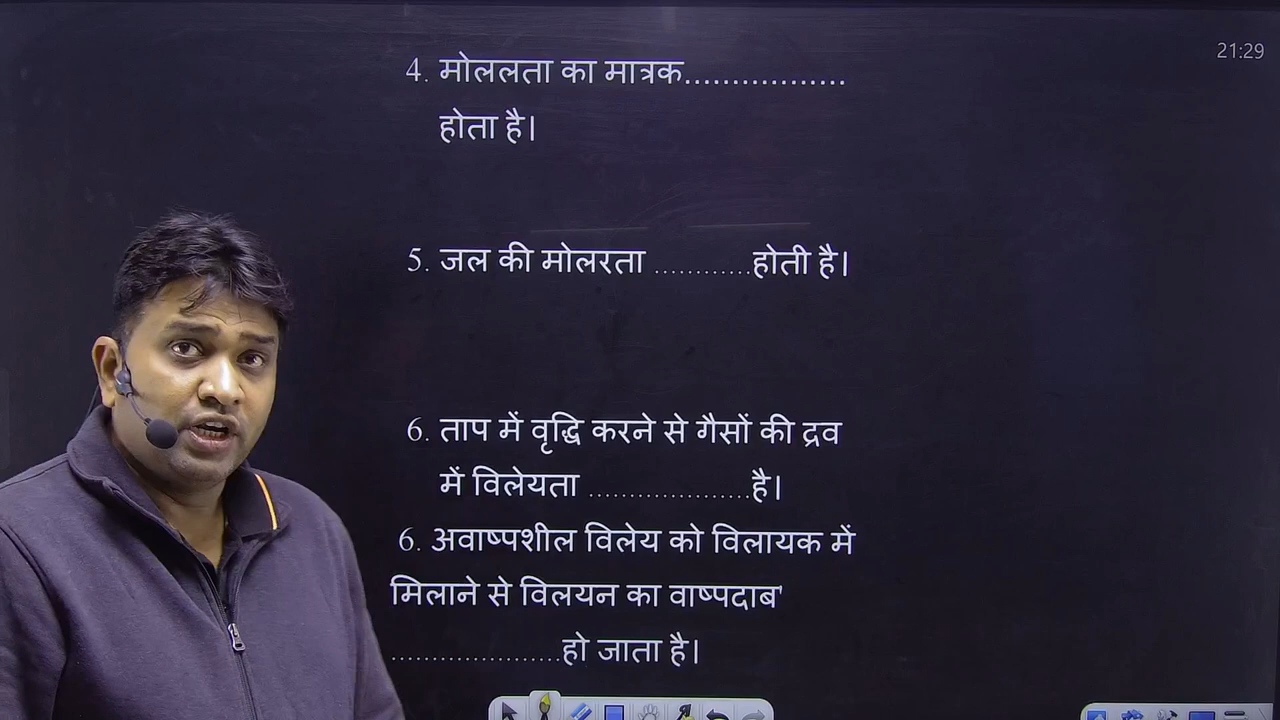 21:29
4. मोललता का मात्रक.................
होता है।
5. जल की मोलरता ............होती है।
6. ताप में वृद्धि करने से गैसों की द्रव
में विलेयता ....................है।
6. अवाष्पशील विलेय को विलायक में
मिलाने से विलयन का वाष्पदाब'
.....................हो जाता है।